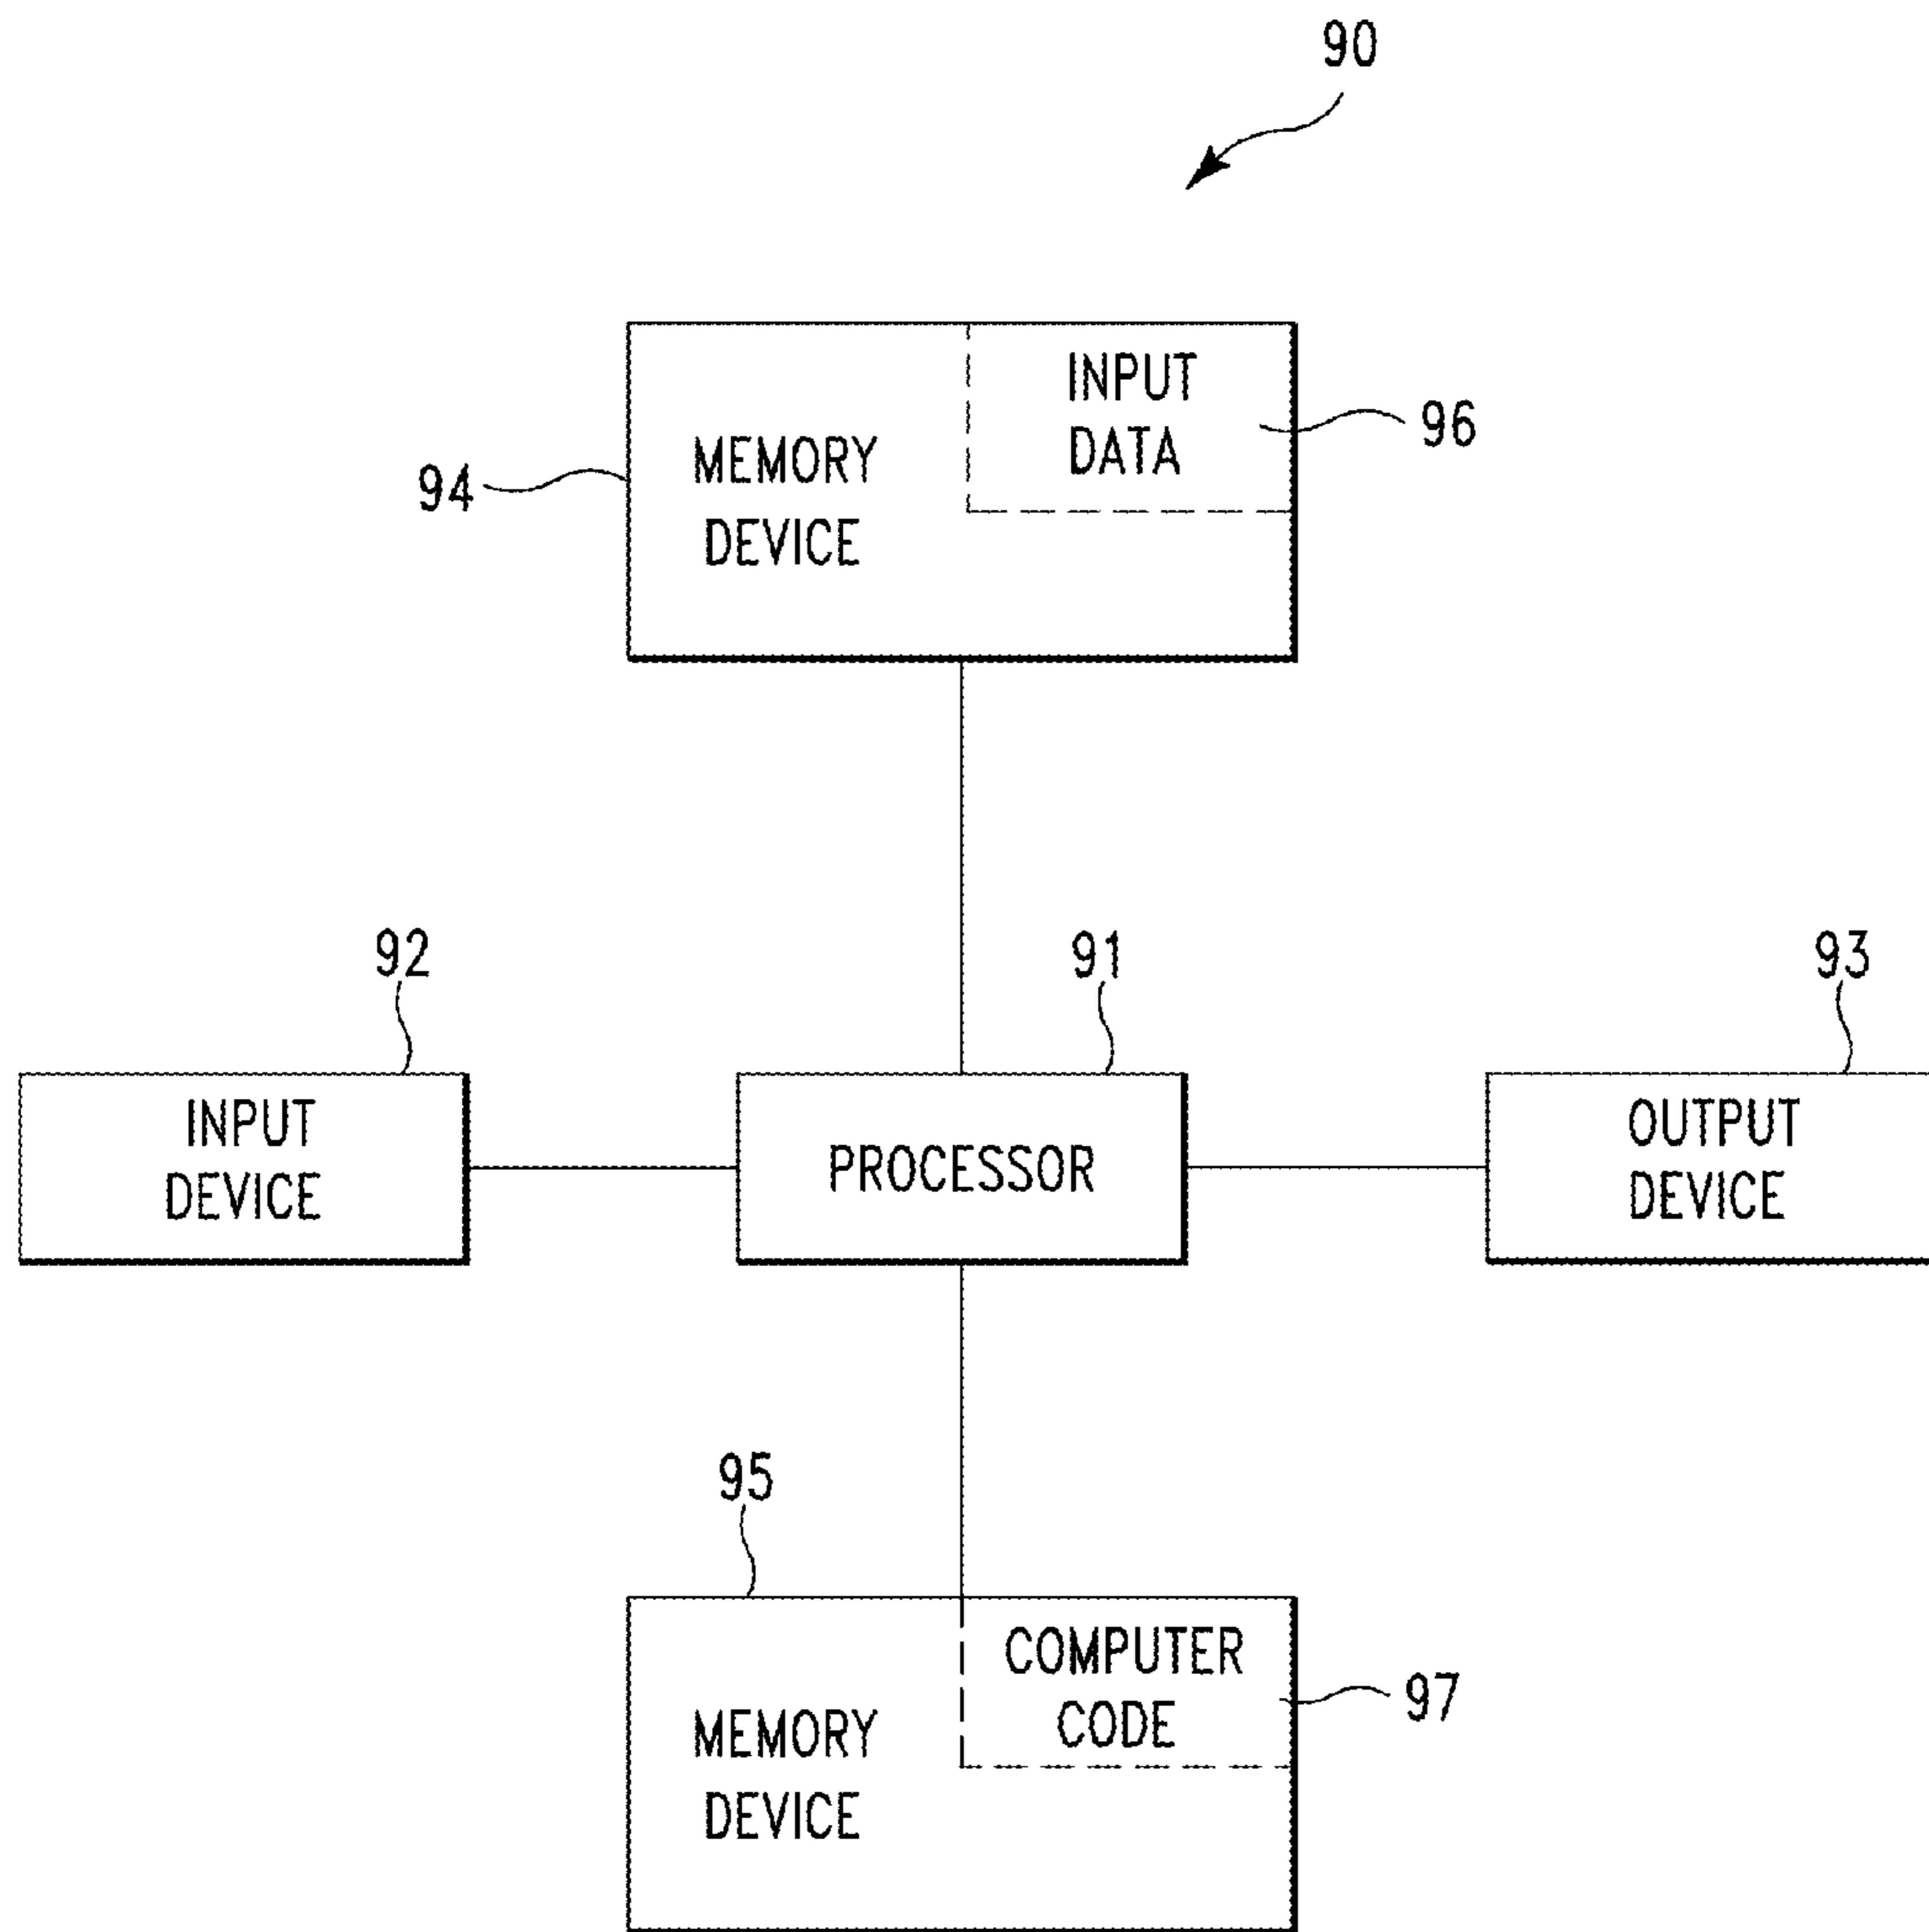 90
INPUT
DATA
96
MEMORY
DEVICE
94
92
91
93
INPUT
DEVICE
PROCESSOR
OUTPUT
DEVICE
95
COMPUTER
CODE
97
MEMORY
DEVICE